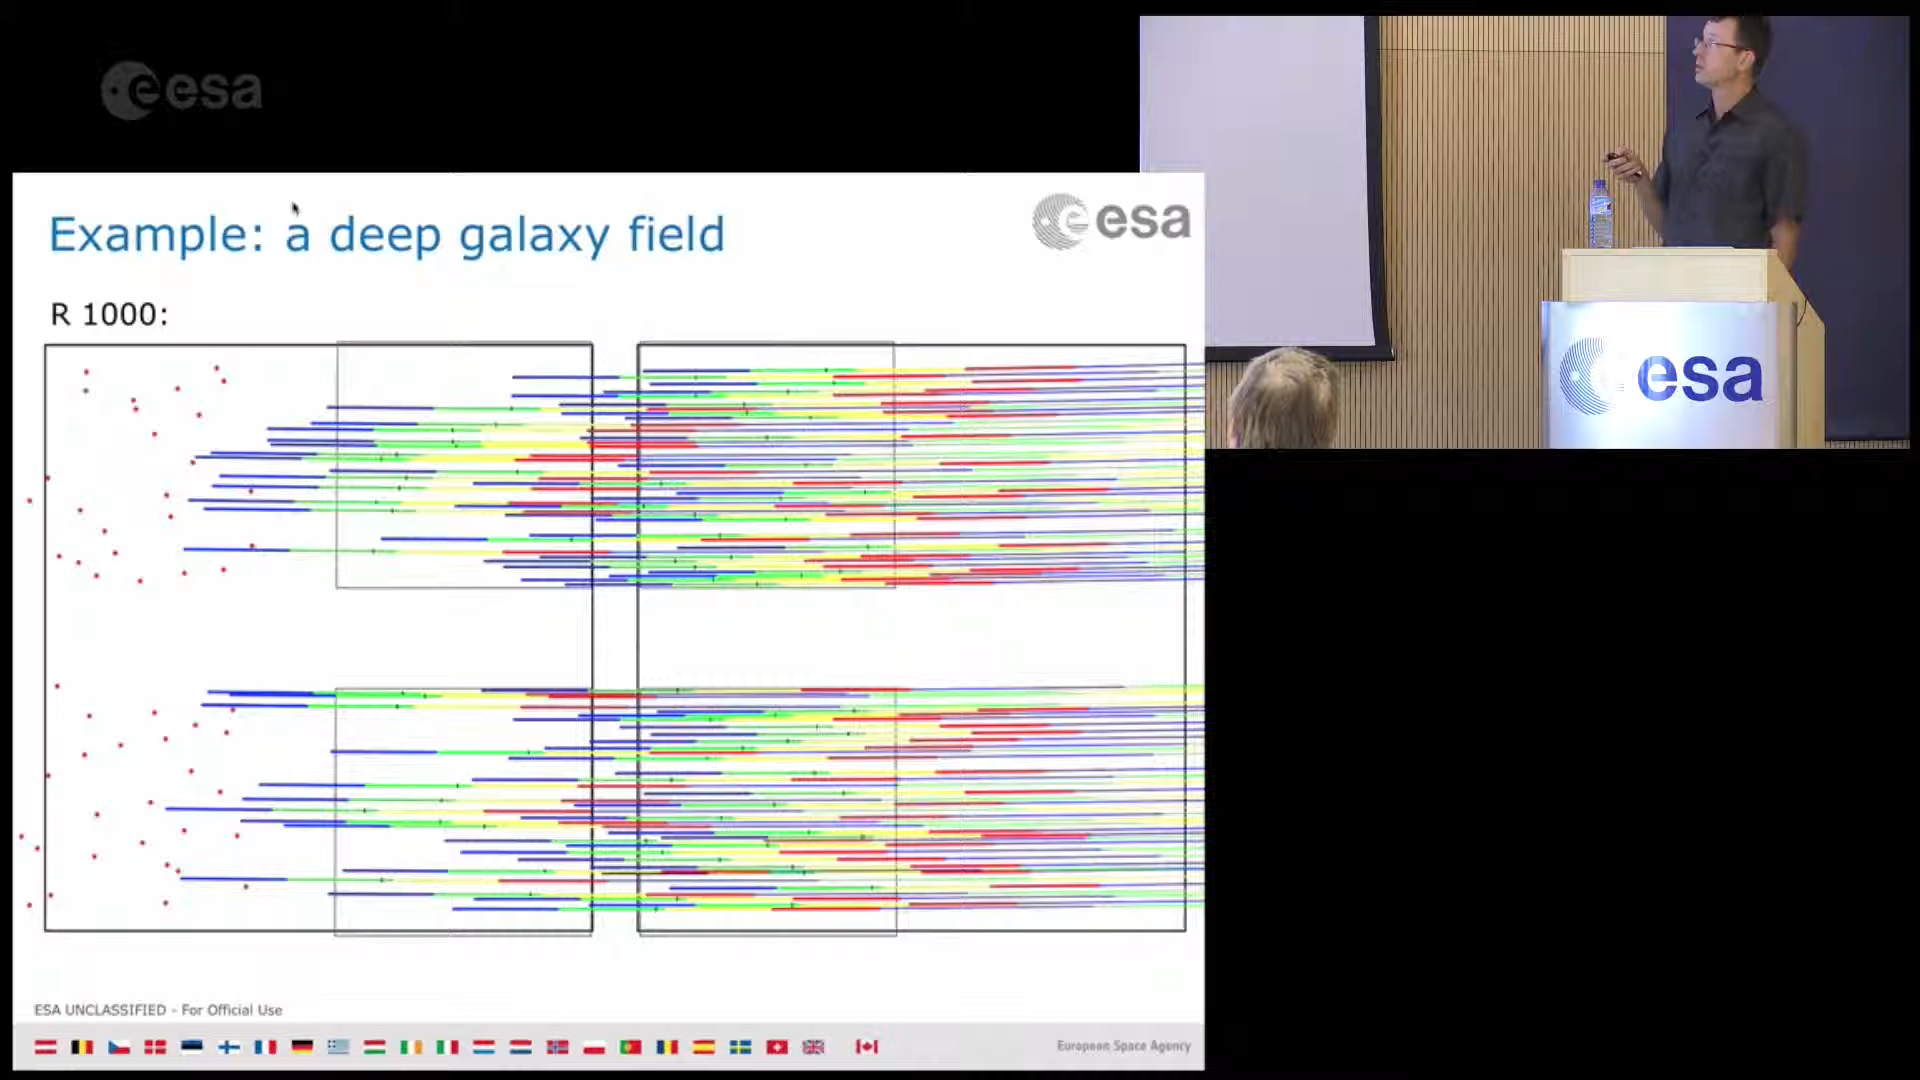 esa
Example: a deep galaxy field
esa
R 1000:
esa
ESA UNCLASSIFIED - For Official Use
European Space Agency